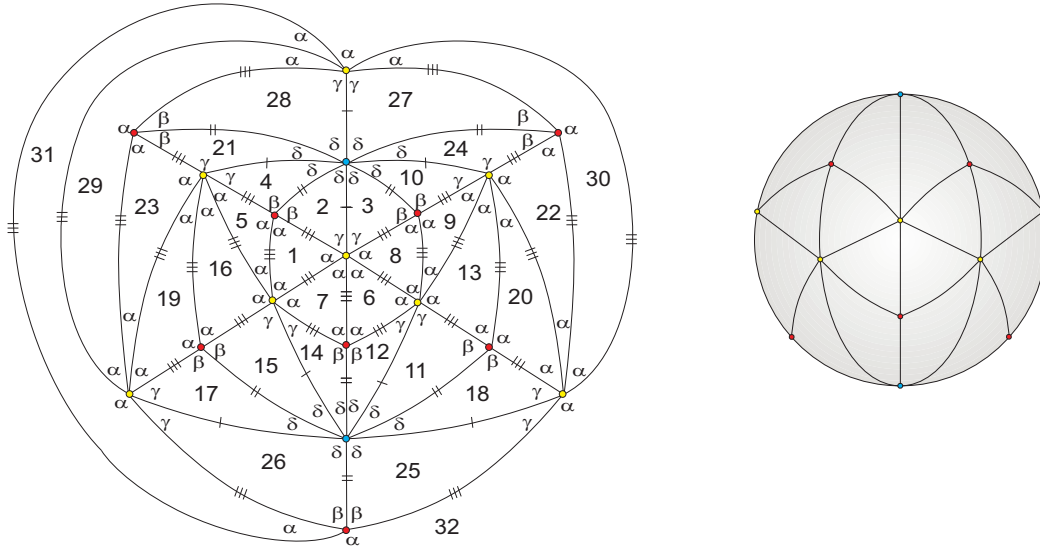 α
α α α
γ γ
28 27
β β
α α
β δ δ β
α 21 δ δ 24 α
31 γ γ
δ δ
29 α γ 4 10 γ α 30
α α α α
23 5 β 2 3 β 9 22
β β
α α α α
γ γ
1 8
16 α α α α 13
19 α α 7 6 α α 20
α γ γ α
α γ α α γ α
α β β 14 β β 12 β β α
α α 15 11 α α
α γ 17 18 γ α
γ δ δ δ δ γ
δ δ
26 δ δ 25
β β
α α 32